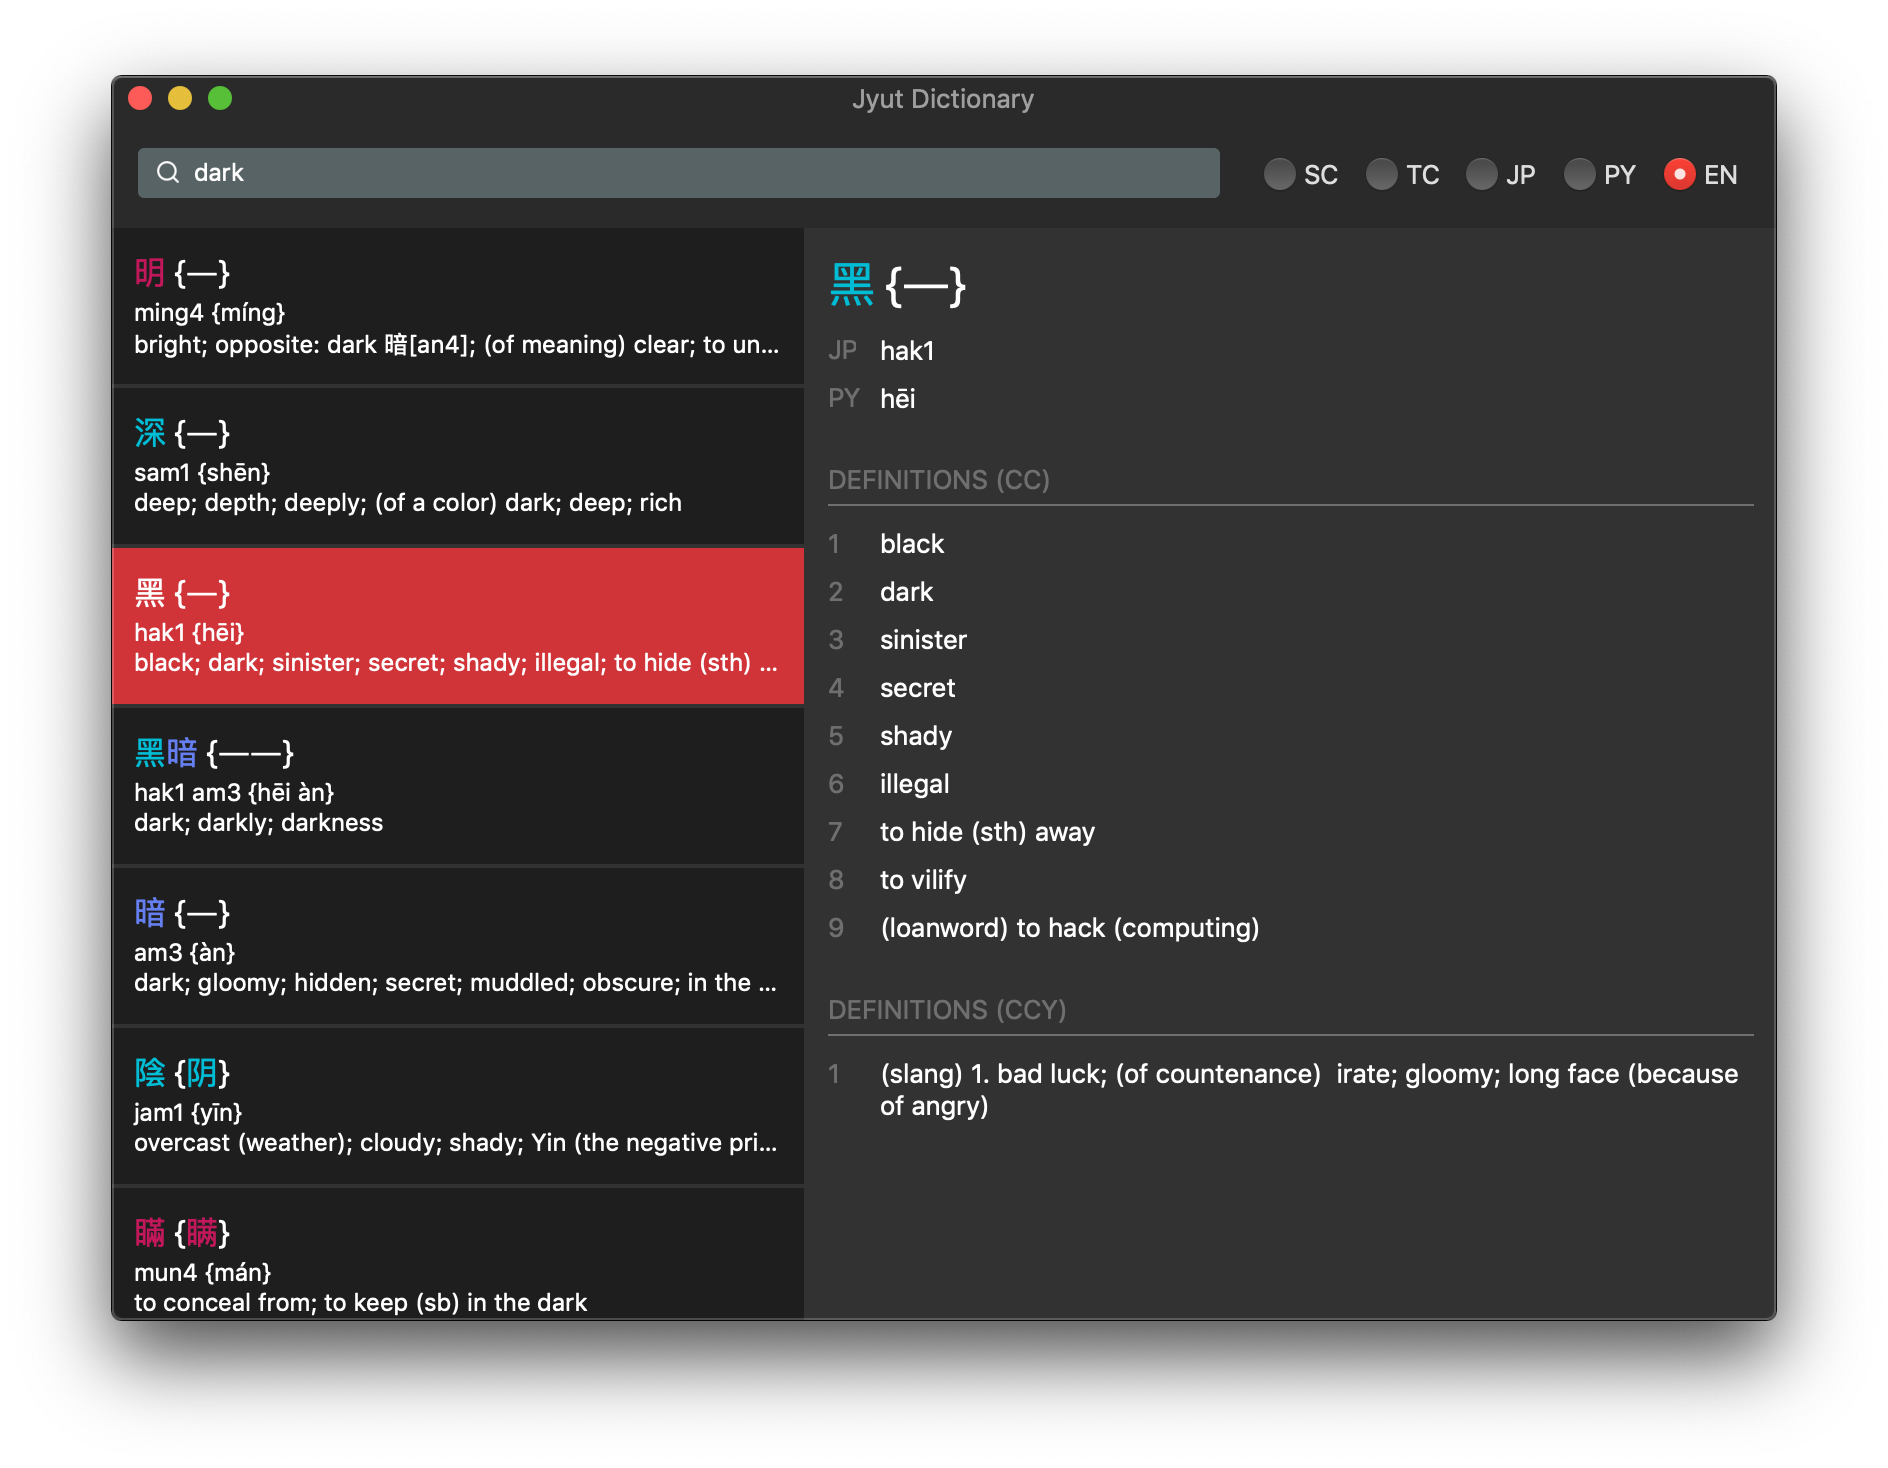 Jyut Dictionary
dark
SC TC JP PY EN
明 {—}
ming4 {míng}
bright; opposite: dark 暗[an4]; (of meaning) clear; to un...
深 {—}
sam1 {shēn}
deep; depth; deeply; (of a color) dark; deep; rich
黑 {—}
hak1 {hēi}
black; dark; sinister; secret; shady; illegal; to hide (sth) ...
黑暗 {——}
hak1 am3 {hēi àn}
dark; darkly; darkness
暗 {—}
am3 {àn}
dark; gloomy; hidden; secret; muddled; obscure; in the ...
陰 {阴}
jam1 {yīn}
overcast (weather); cloudy; shady; Yin (the negative pri...
瞞 {瞒}
mun4 {mán}
to conceal from; to keep (sb) in the dark
黑 {—}
JP hak1
PY hēi
DEFINITIONS (CC)
1 black
2 dark
3 sinister
4 secret
5 shady
6 illegal
7 to hide (sth) away
8 to vilify
9 (loanword) to hack (computing)
DEFINITIONS (CCY)
1 (slang) 1. bad luck; (of countenance)  irate; gloomy; long face (because
of angry)